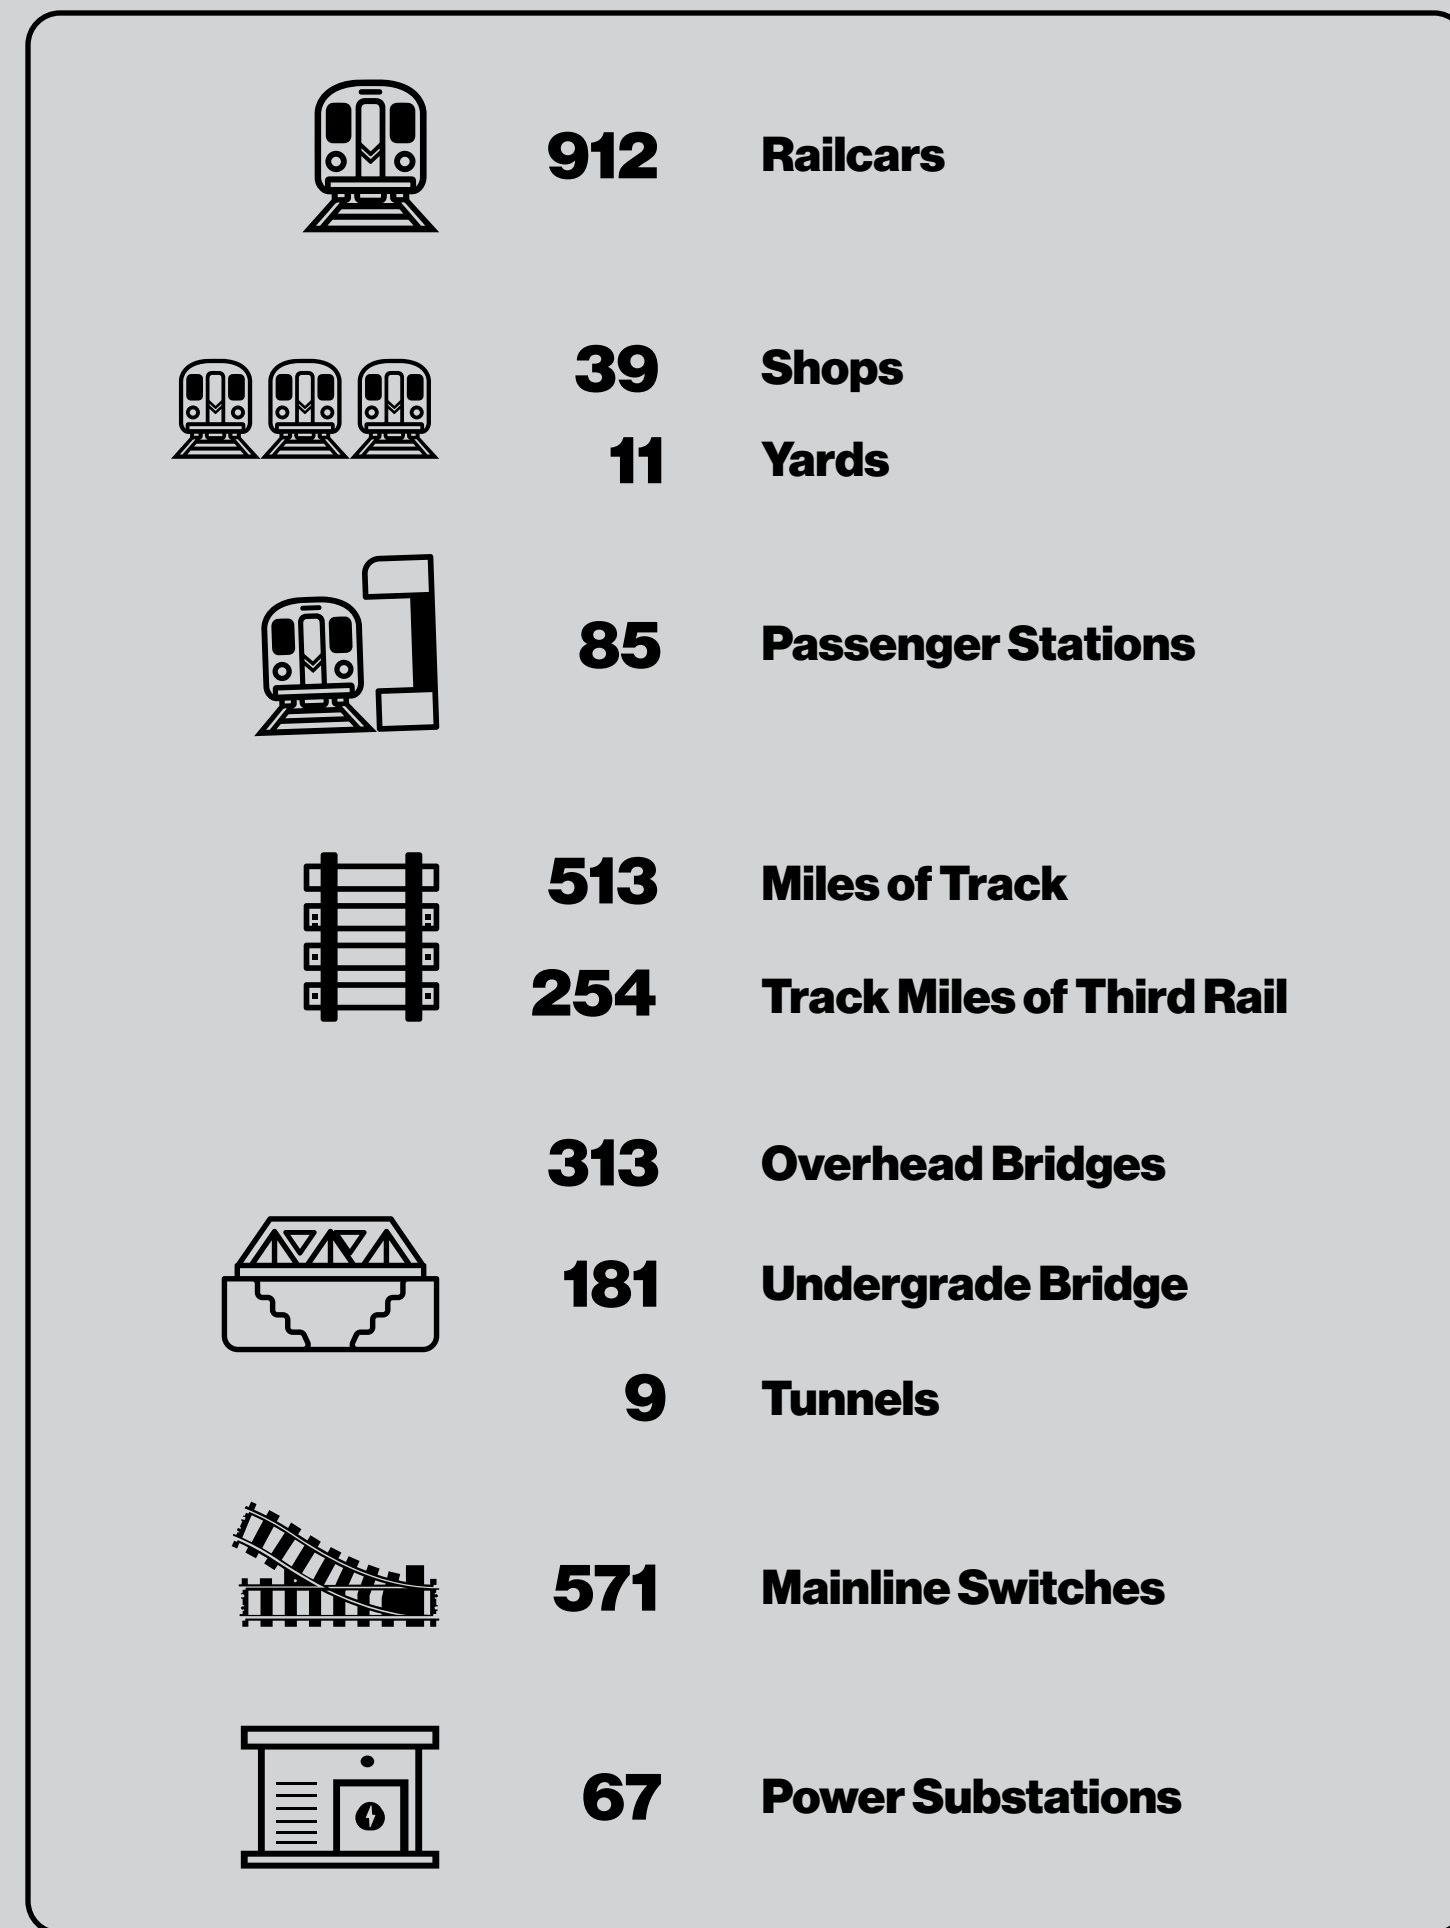 912 Railcars
39 Shops
11 Yards
85 Passenger Stations
513 Miles of Track
254 Track Miles of Third Rail
313 Overhead Bridges
181 Undergrade Bridge
9 Tunnels
571 Mainline Switches
67 Power Substations